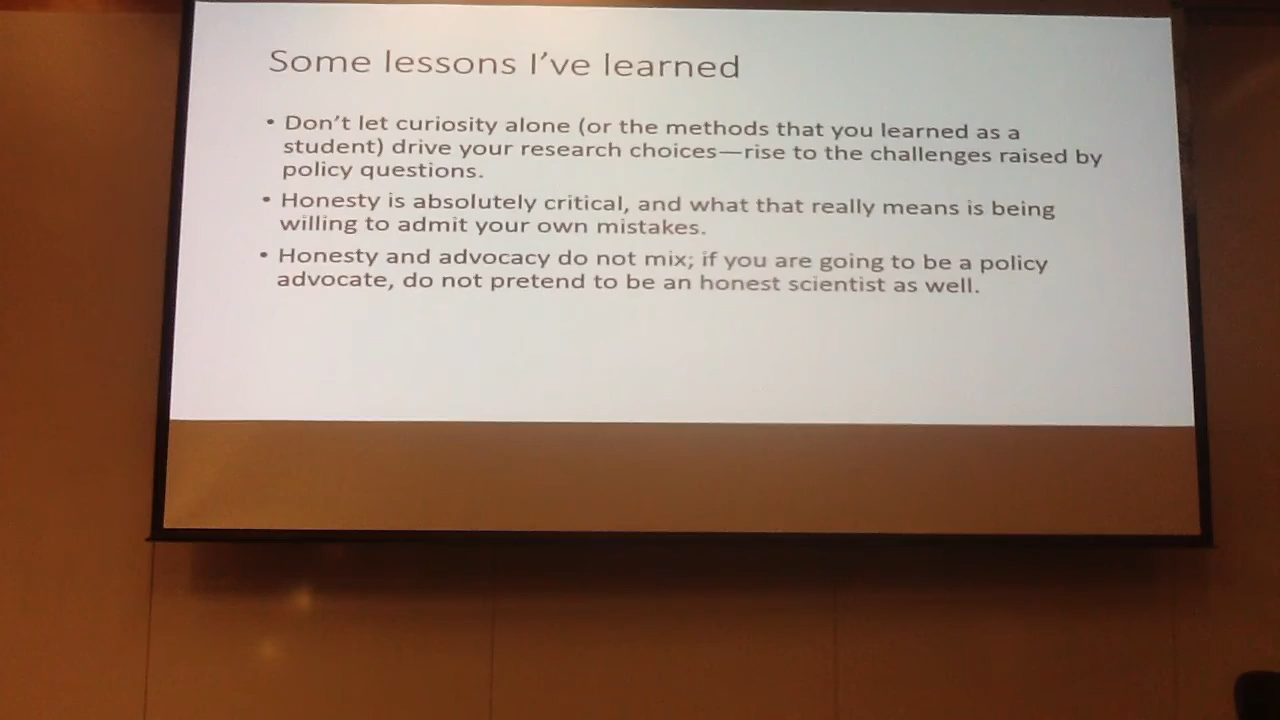 Some lessons I've learned
• Don't let curiosity alone (or the methods that you learned as a
student) drive your research choices—rise to the challenges raised by
policy questions.
• Honesty is absolutely critical, and what that really means is being
willing to admit your own mistakes.
• Honesty and advocacy do not mix; if you are going to be a policy
advocate, do not pretend to be an honest scientist as well.